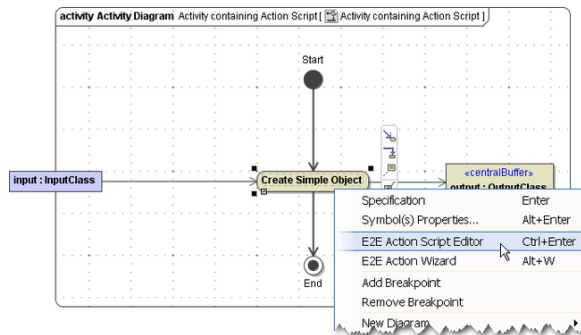 activity Activity Diagram Activity containing Action Script [ Activity containing Action Script ]
Start
input : InputClass
Create Simple Object
«centralBuffer»
output : OutputClass
Specification Enter
Symbol(s) Properties... Alt+Enter
E2E Action Script Editor Ctrl+Enter
E2E Action Wizard Alt+W
Add Breakpoint
Remove Breakpoint
New Diagram
End